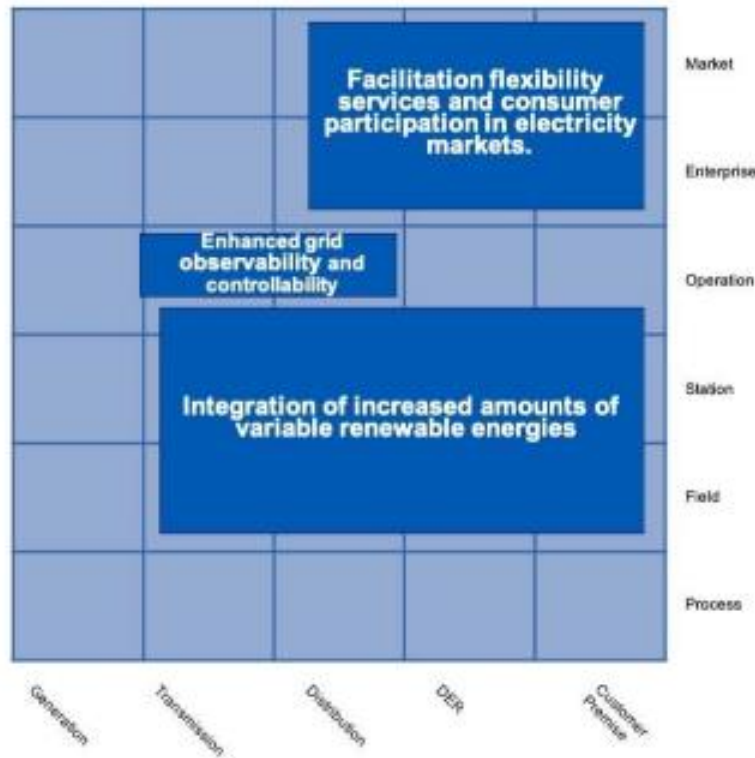 Facilitation flexibility
services and consumer
participation in electricity
markets.
Market
Enterprise
Enhanced grid
observability and
controllability
Operation
Integration of increased amounts of
variable renewable energies
Station
Field
Process
Generation
Transmission
Distribution
DER
Customer
Premise